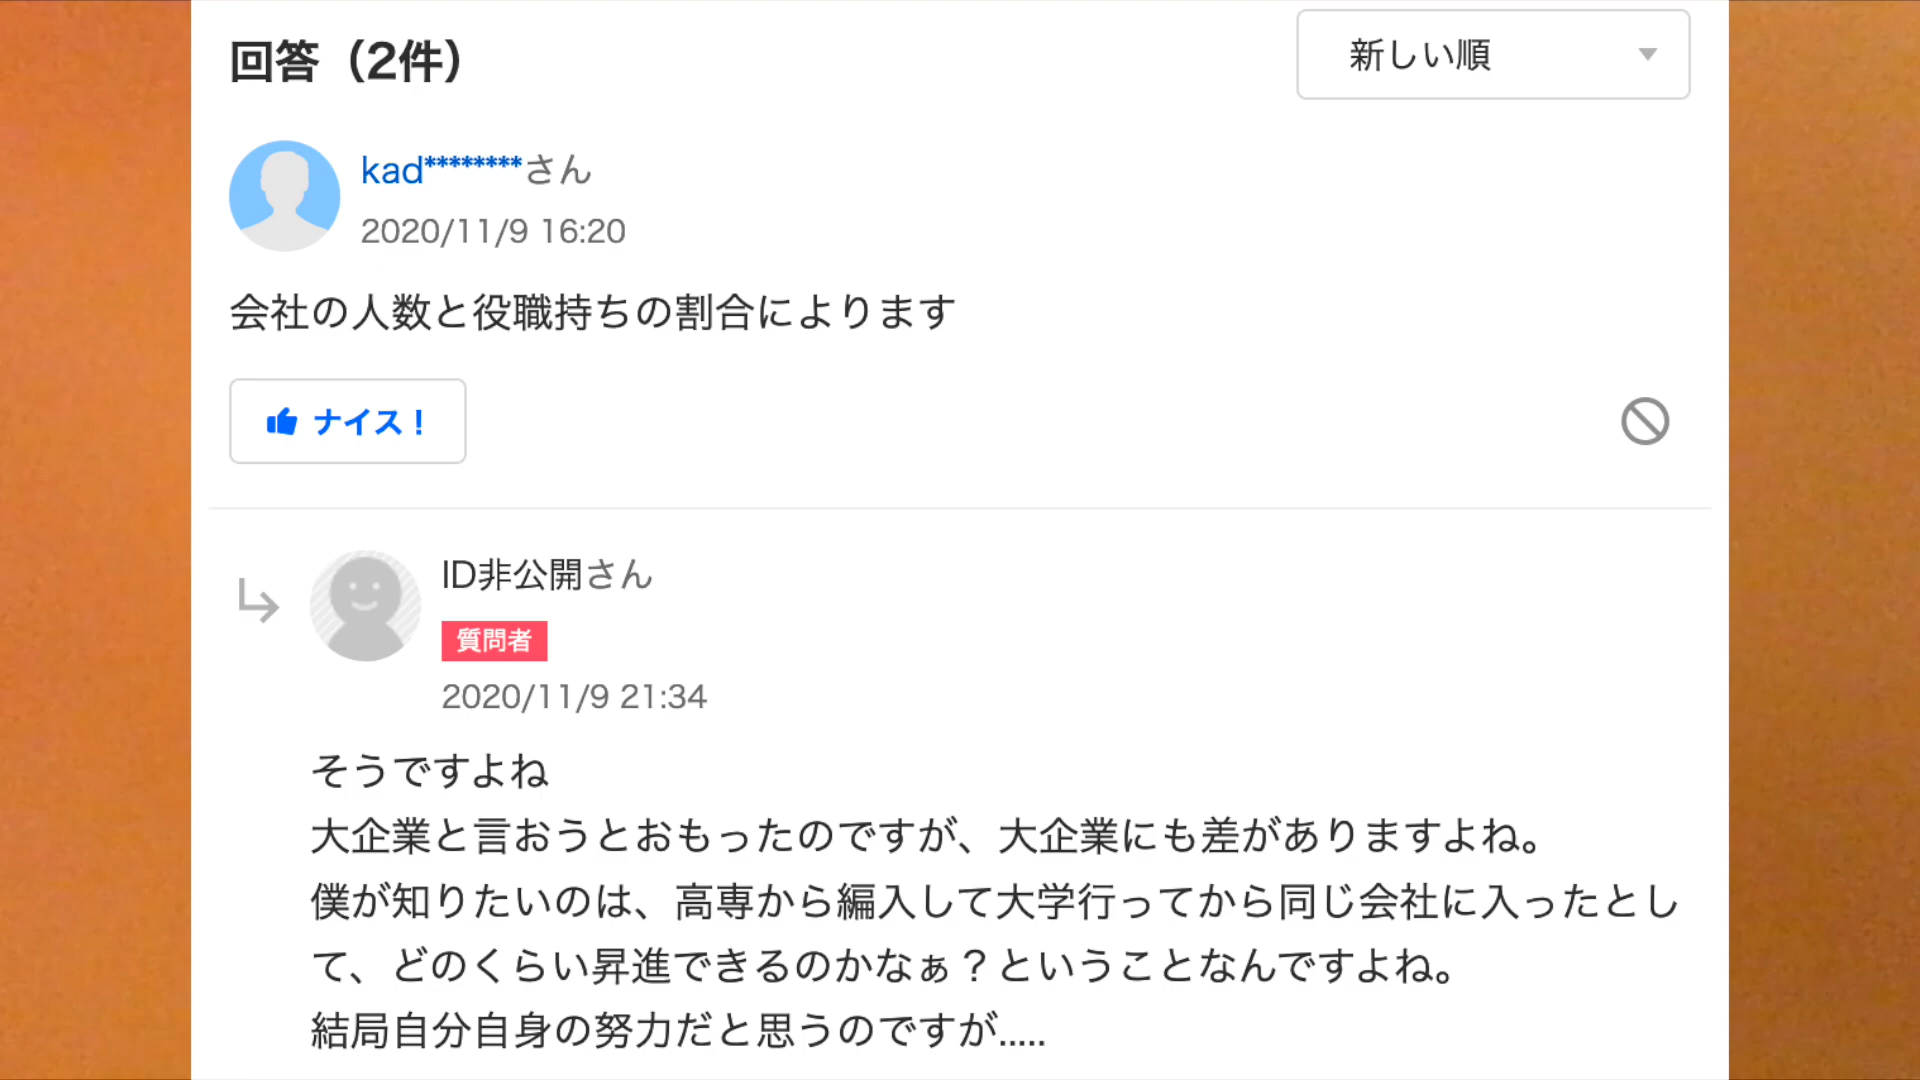 回答（2件）
新しい順
kad********さん
2020/11/9 16:20
会社の人数と役職持ちの割合によります
ナイス！
ID非公開さん
質問者
2020/11/9 21:34
そうですよね
大企業と言おうとおもったのですが、大企業にも差がありますよね。
僕が知りたいのは、高専から編入して大学行ってから同じ会社に入ったとし
て、どのくらい昇進できるのかなぁ？ということなんですよね。
結局自分自身の努力だと思うのですが.....